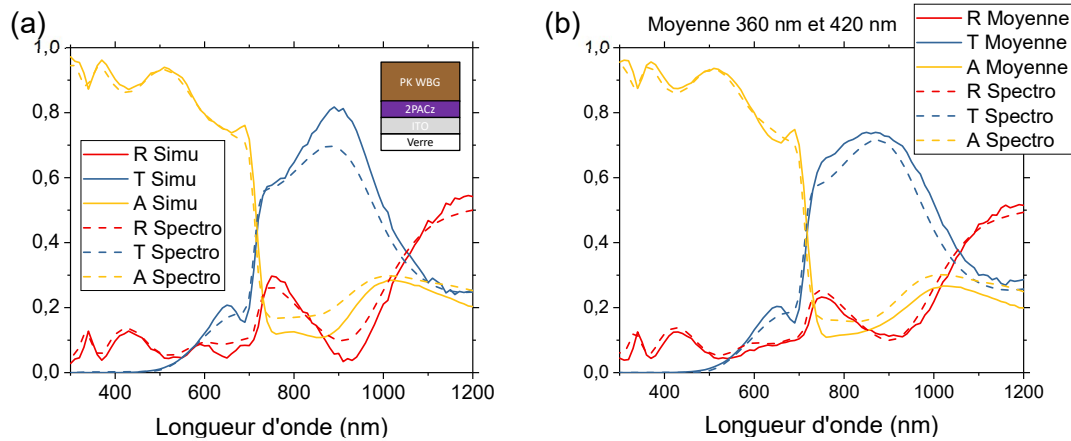 (a)
1,0
0,8
0,6
0,4
0,2
0,0
400
600
800
1000
1200
Longueur d'onde (nm)
R Simu
T Simu
A Simu
R Spectro
T Spectro
A Spectro
PK WBG
2PACz
ITO
Verre
(b)
Moyenne 360 nm et 420 nm
R Moyenne
T Moyenne
A Moyenne
R Spectro
T Spectro
A Spectro
1,0
0,8
0,6
0,4
0,2
0,0
400
600
800
1000
1200
Longueur d'onde (nm)